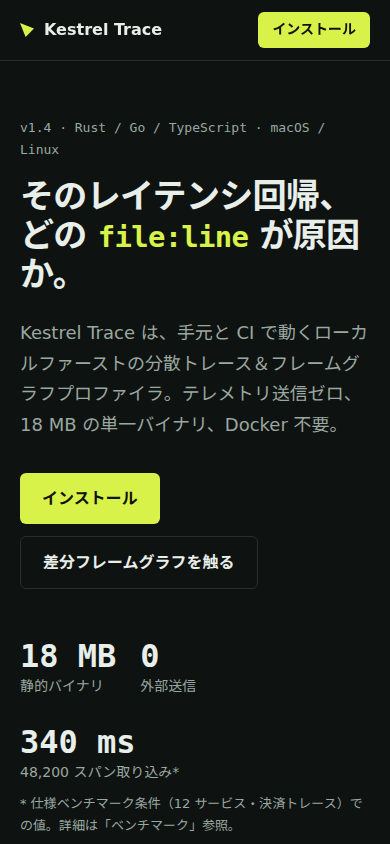 Kestrel Trace
インストール
v1.4 · Rust / Go / TypeScript · macOS /
Linux
そのレイテンシ回帰、
どの file:line が原因
か。
Kestrel Trace は、手元と CI で動くローカ
ルファーストの分散トレース＆フレームグ
ラフプロファイラ。テレメトリ送信ゼロ、
18 MB の単一バイナリ、Docker 不要。
インストール
差分フレームグラフを触る
18 MB 0
静的バイナリ 外部送信
340 ms
48,200 スパン取り込み*
* 仕様ベンチマーク条件（12 サービス・決済トレース）で
の値。詳細は「ベンチマーク」参照。